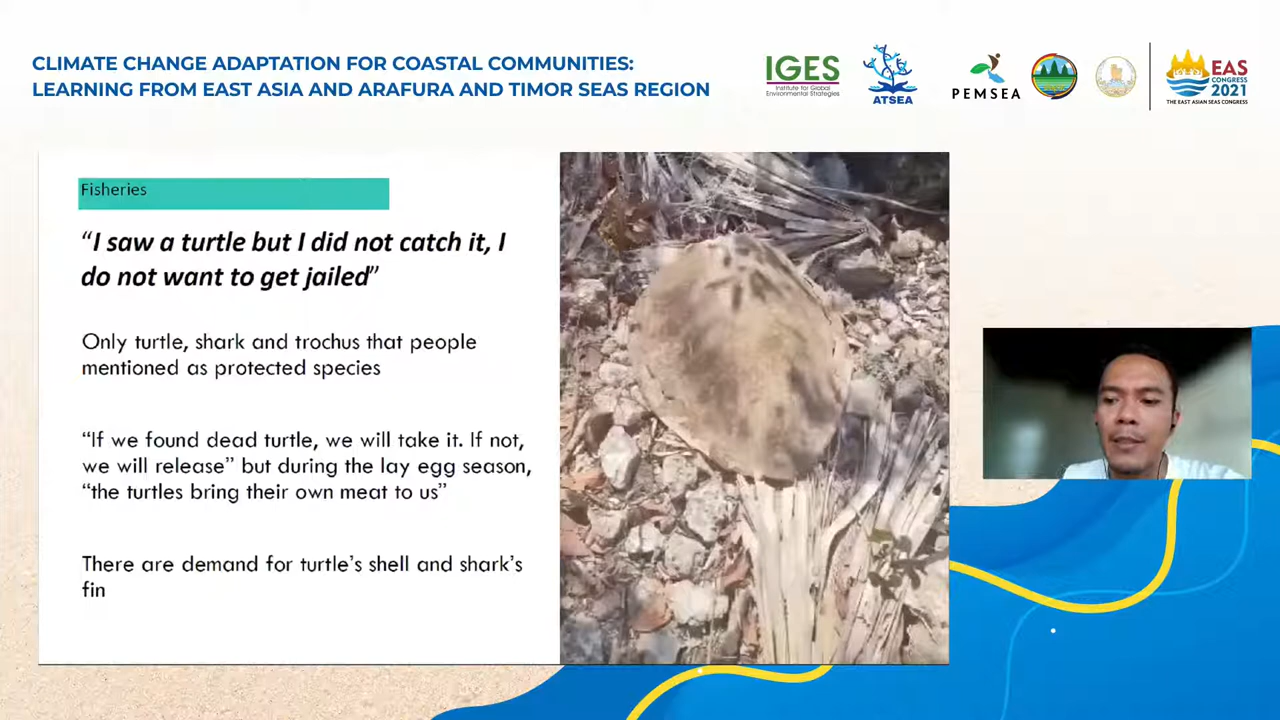 CLIMATE CHANGE ADAPTATION FOR COASTAL COMMUNITIES:
LEARNING FROM EAST ASIA AND ARAFURA AND TIMOR SEAS REGION
IGES
Institute for Global
Environmental Strategies
ATSEA
PEMSEA
EAS
CONGRESS
2021
THE EAST ASIAN SEAS CONGRESS
Fisheries
“I saw a turtle but I did not catch it, I
do not want to get jailed”
Only turtle, shark and trochus that people
mentioned as protected species
“If we found dead turtle, we will take it. If not,
we will release” but during the lay egg season,
“the turtles bring their own meat to us”
There are demand for turtle’s shell and shark’s
fin